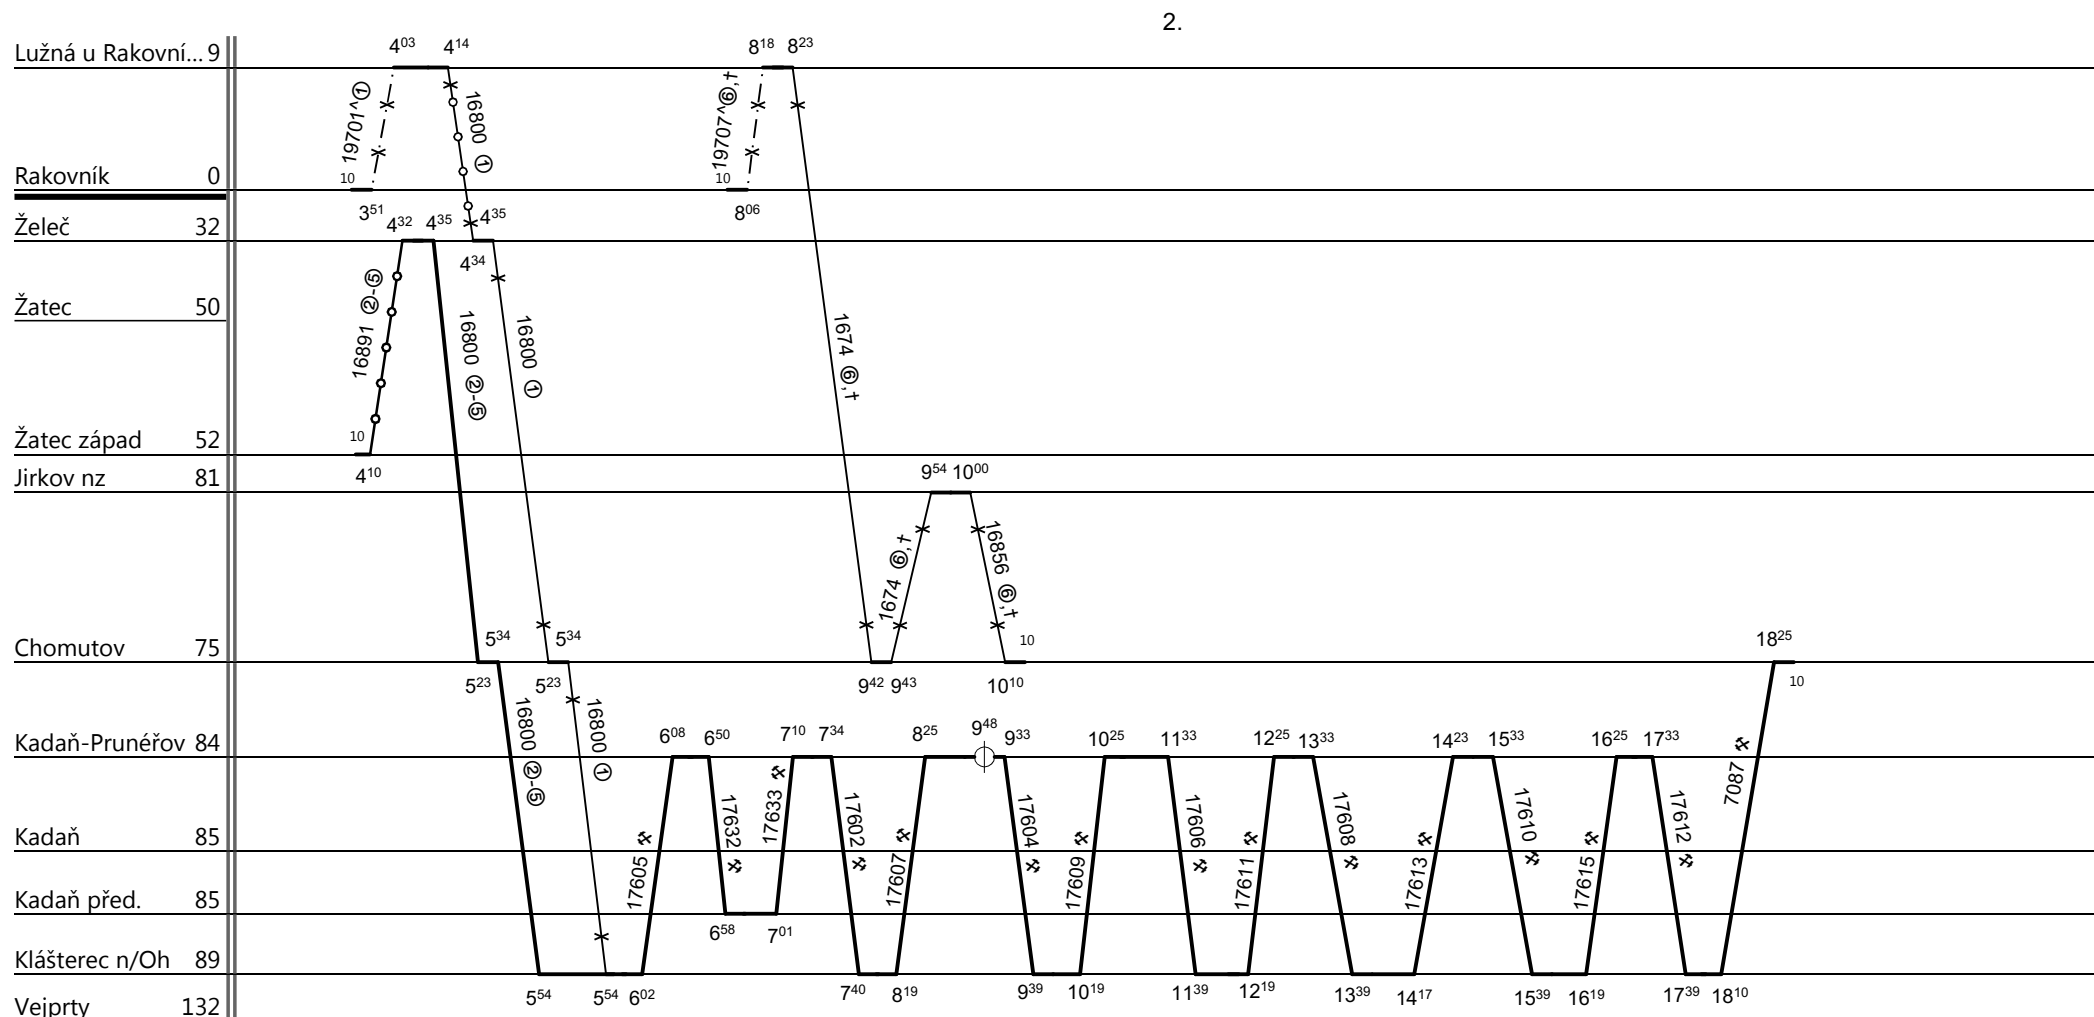 2.
Lužná u Rakovní... 9
4⁰³ 4¹⁴ 8¹⁸ 8²³
19701^① 16800 ① 19707^⑥,†
Rakovník 0
10 10
3⁵¹ 8⁰⁶
Želeč 32
4³² 4³⁵ 4³⁵
4³⁴
16891 ②-⑤ 16800 ②-⑤ 16800 ① 1674 ⑥,†
Žatec 50
Žatec západ 52
10
4¹⁰
Jirkov nz 81
9⁵⁴ 10⁰⁰
1674 ⑥,† 16856 ⑥,†
Chomutov 75
5³⁴ 5³⁴ 10 18²⁵
5²³ 5²³ 9⁴² 9⁴³ 10¹⁰ 10
16800 ②-⑤ 16800 ①
Kadaň-Prunéřov 84
6⁰⁸ 6⁵⁰ 7¹⁰ 7³⁴ 8²⁵ 9⁴⁸ 9³³ 10²⁵ 11³³ 12²⁵ 13³³ 14²³ 15³³ 16²⁵ 17³³
17605 ⚒ 17632 ⚒ 17633 ⚒ 17602 ⚒ 17607 ⚒ 17604 ⚒ 17609 ⚒ 17606 ⚒ 17611 ⚒ 17608 ⚒ 17613 ⚒ 17610 ⚒ 17615 ⚒ 17612 ⚒ 7087 ⚒
Kadaň 85
Kadaň před. 85
6⁵⁸ 7⁰¹
Klášterec n/Oh 89
5⁵⁴ 5⁵⁴ 6⁰² 7⁴⁰ 8¹⁹ 9³⁹ 10¹⁹ 11³⁹ 12¹⁹ 13³⁹ 14¹⁷ 15³⁹ 16¹⁹ 17³⁹ 18¹⁰
Vejprty 132